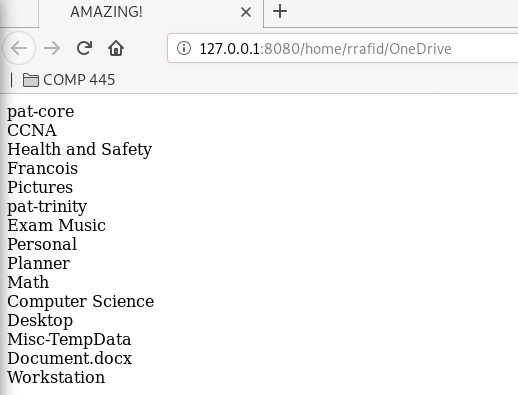 AMAZING!
127.0.0.1:8080/home/rrafid/OneDrive
COMP 445
pat-core
CCNA
Health and Safety
Francois
Pictures
pat-trinity
Exam Music
Personal
Planner
Math
Computer Science
Desktop
Misc-TempData
Document.docx
Workstation